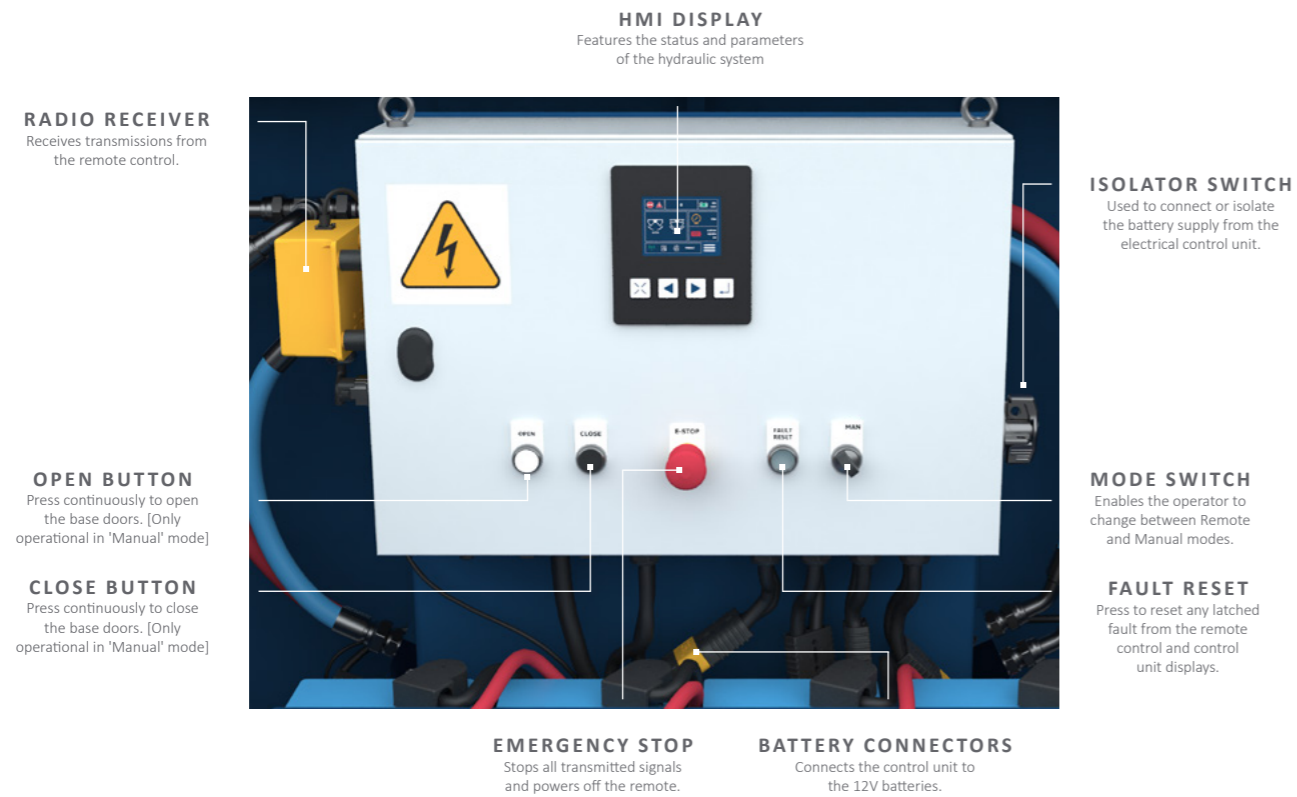 HMI DISPLAY
Features the status and parameters
of the hydraulic system
RADIO RECEIVER
Receives transmissions from
the remote control.
ISOLATOR SWITCH
Used to connect or isolate
the battery supply from the
electrical control unit.
OPEN
CLOSE
E-STOP
FAULT
RESET
MAN
OPEN BUTTON
Press continuously to open
the base doors. [Only
operational in 'Manual' mode]
CLOSE BUTTON
Press continuously to close
the base doors. [Only
operational in 'Manual' mode]
MODE SWITCH
Enables the operator to
change between Remote
and Manual modes.
FAULT RESET
Press to reset any latched
fault from the remote
control and control
unit displays.
EMERGENCY STOP
Stops all transmitted signals
and powers off the remote.
BATTERY CONNECTORS
Connects the control unit to
the 12V batteries.